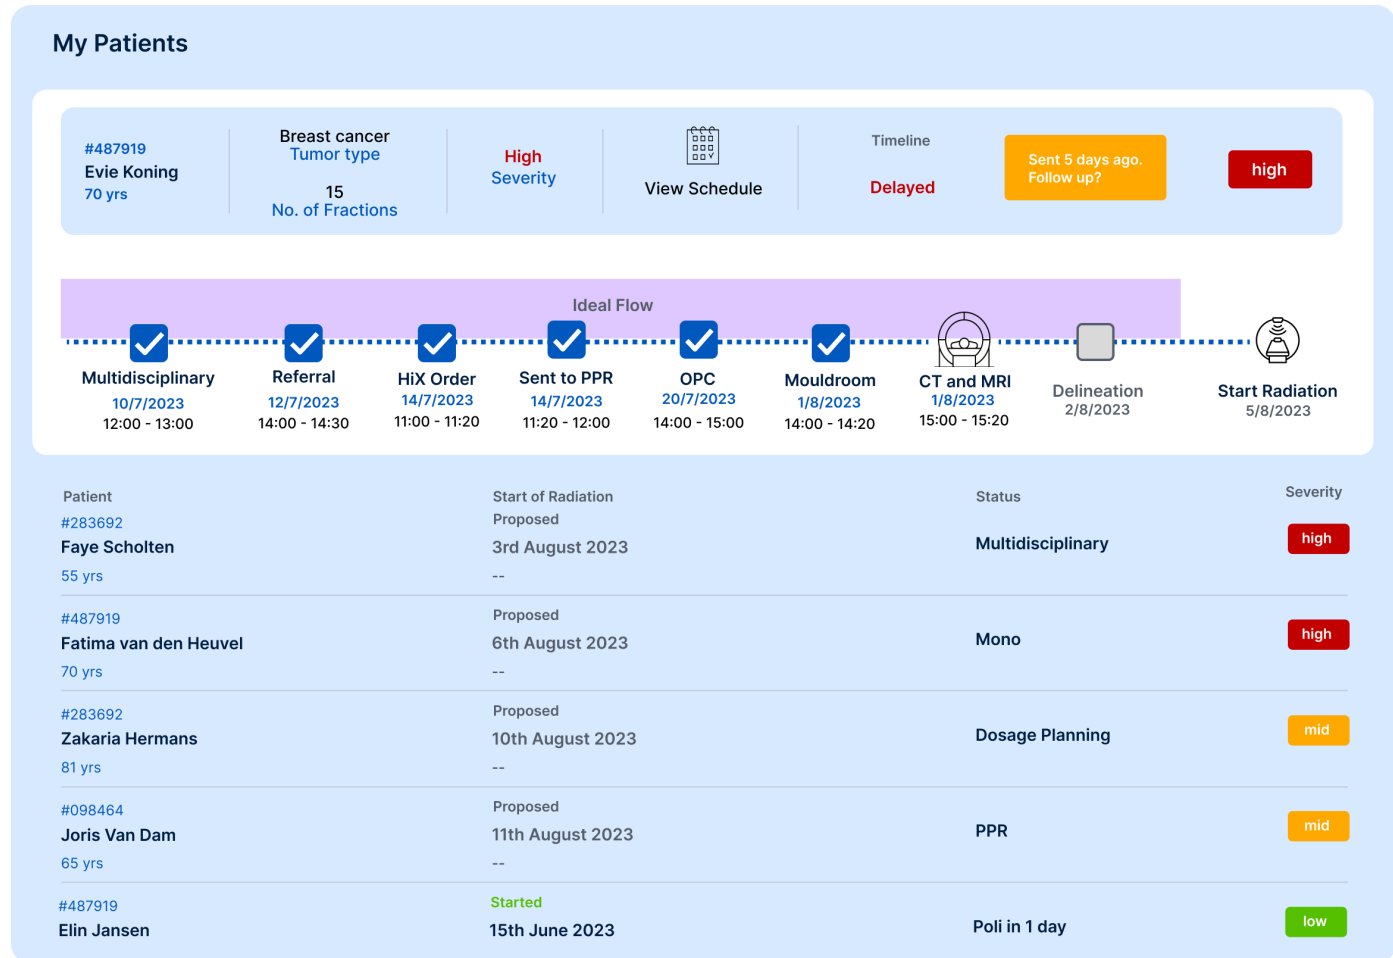 My Patients
#487919
Evie Koning
70 yrs
Breast cancer
Tumor type
15
No. of Fractions
High
Severity
View Schedule
Timeline
Delayed
Sent 5 days ago.
Follow up?
high
Ideal Flow
Multidisciplinary
10/7/2023
12:00 - 13:00
Referral
12/7/2023
14:00 - 14:30
HiX Order
14/7/2023
11:00 - 11:20
Sent to PPR
14/7/2023
11:20 - 12:00
OPC
20/7/2023
14:00 - 15:00
Mouldroom
1/8/2023
14:00 - 14:20
CT and MRI
1/8/2023
15:00 - 15:20
Delineation
2/8/2023
Start Radiation
5/8/2023
Patient
Start of Radiation
Status
Severity
#283692
Faye Scholten
55 yrs
Proposed
3rd August 2023
--
Multidisciplinary
high
#487919
Fatima van den Heuvel
70 yrs
Proposed
6th August 2023
--
Mono
high
#283692
Zakaria Hermans
81 yrs
Proposed
10th August 2023
--
Dosage Planning
mid
#098464
Joris Van Dam
65 yrs
Proposed
11th August 2023
--
PPR
mid
#487919
Elin Jansen
Started
15th June 2023
Poli in 1 day
low